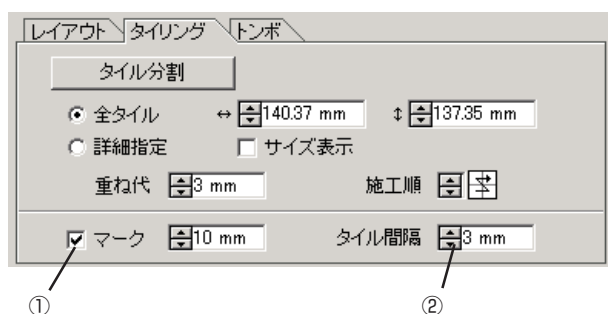 レイアウト タイリング トンボ
タイル分割
全タイル ↔ 140.37 mm ↕ 137.35 mm
詳細指定 サイズ表示
重ね代 3 mm 施工順
マーク 10 mm タイル間隔 3 mm
① ②